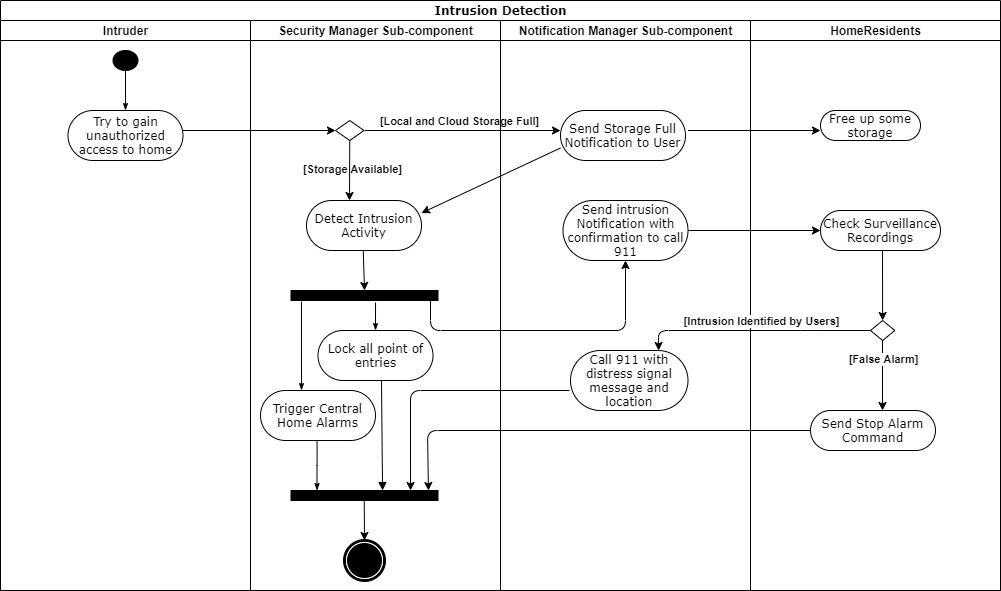 Intrusion Detection
Intruder
Security Manager Sub-component
Notification Manager Sub-component
HomeResidents
Try to gain
unauthorized
access to home
[Local and Cloud Storage Full]
Send Storage Full
Notification to User
Free up some
storage
[Storage Available]
Detect Intrusion
Activity
Send intrusion
Notification with
confirmation to call
911
Check Surveillance
Recordings
[Intrusion Identified by Users]
[False Alarm]
Lock all point of
entries
Call 911 with
distress signal
message and
location
Trigger Central
Home Alarms
Send Stop Alarm
Command